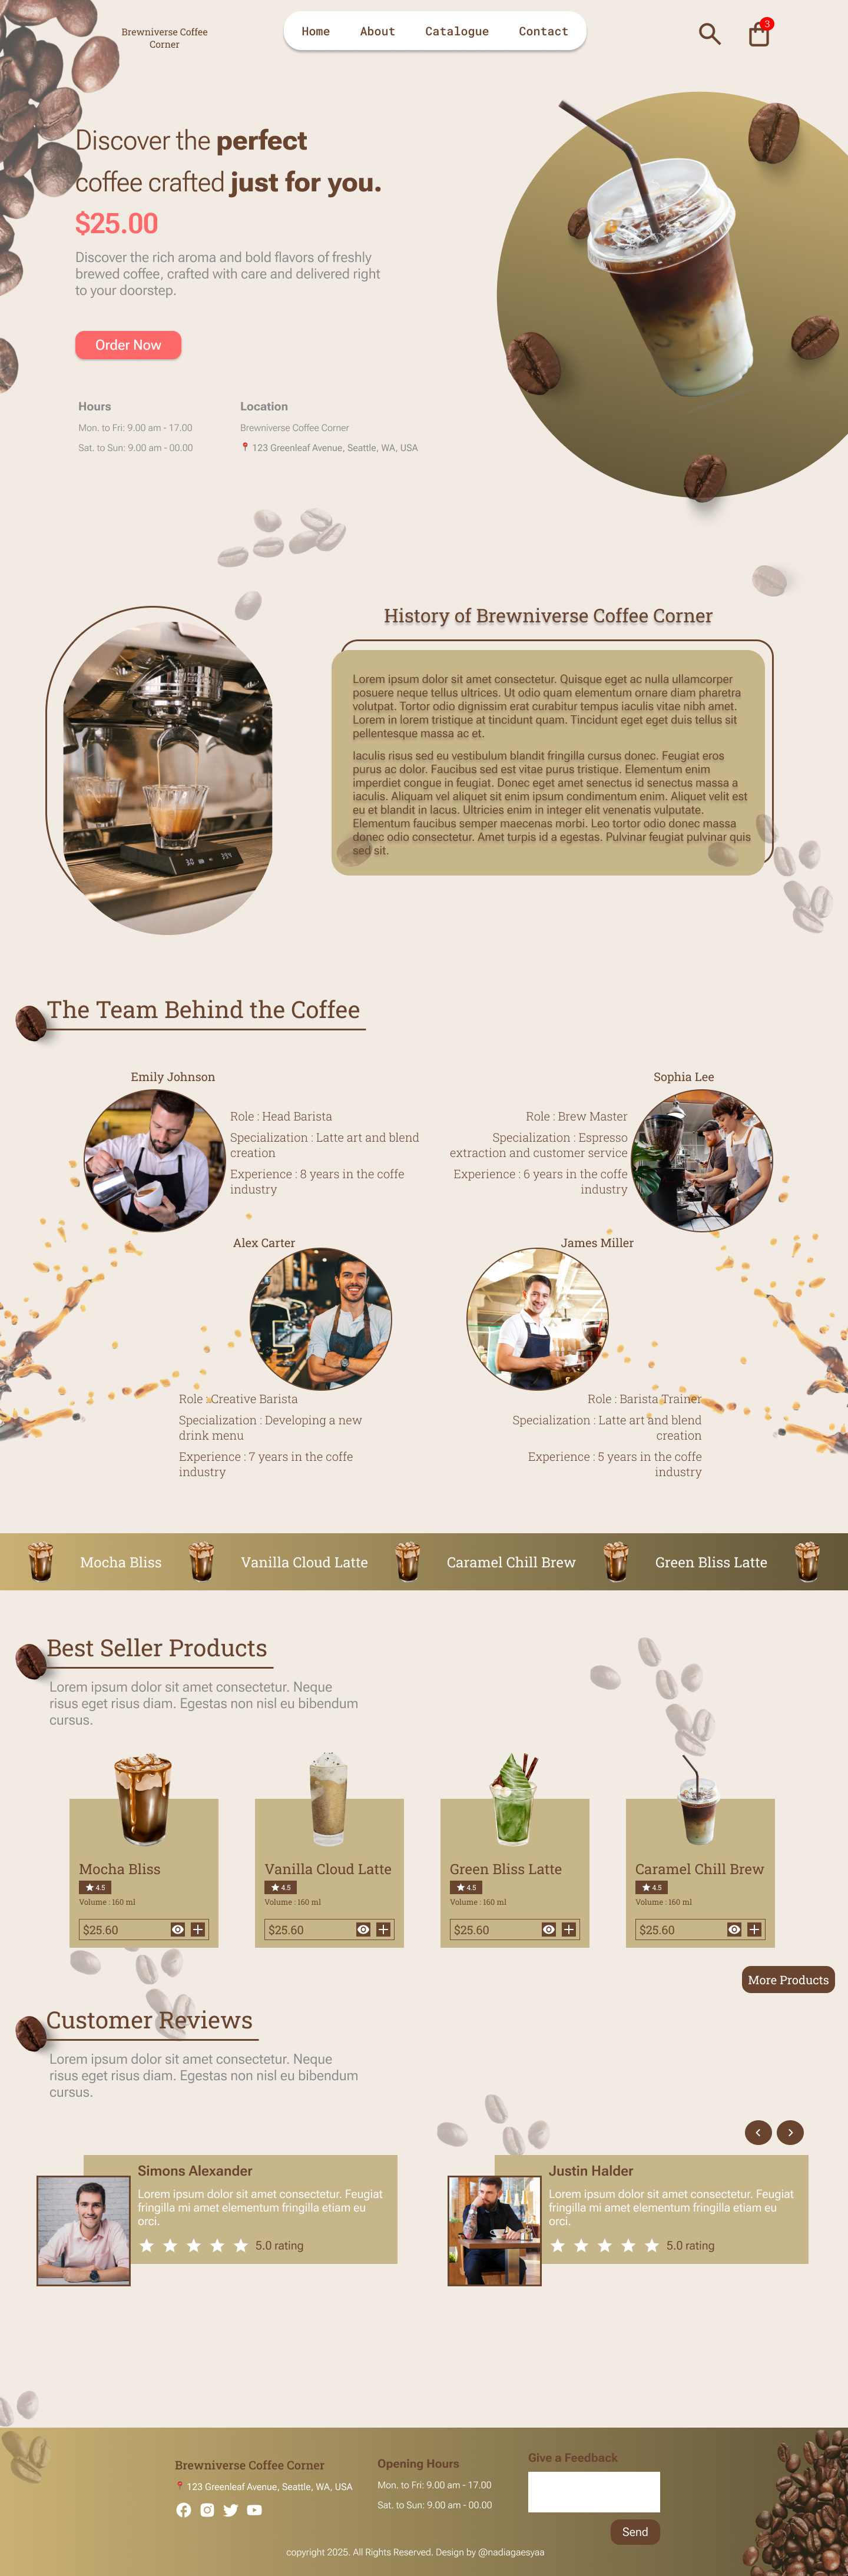 Brewniverse Coffee
Corner
Home
About
Catalogue
Contact
3
Discover the perfect
coffee crafted just for you.
$25.00
Discover the rich aroma and bold flavors of freshly
brewed coffee, crafted with care and delivered right
to your doorstep.
Order Now
Hours
Mon. to Fri: 9.00 am - 17.00
Sat. to Sun: 9.00 am - 00.00
Location
Brewniverse Coffee Corner
📍 123 Greenleaf Avenue, Seattle, WA, USA
History of Brewniverse Coffee Corner
Lorem ipsum dolor sit amet consectetur. Quisque eget ac nulla ullamcorper
posuere neque tellus ultrices. Ut odio quam elementum ornare diam pharetra
volutpat. Tortor odio dignissim erat curabitur tempus iaculis vitae nibh amet.
Lorem in lorem tristique at tincidunt quam. Tincidunt eget eget duis tellus sit
pellentesque massa ac et.
Iaculis risus sed eu vestibulum blandit fringilla cursus donec. Feugiat eros
purus ac dolor. Faucibus sed est vitae purus tristique. Elementum enim
imperdiet congue in feugiat. Donec eget amet senectus id senectus massa a
iaculis. Aliquam vel aliquet sit enim ipsum condimentum enim. Aliquet velit est
eu et blandit in lacus. Ultricies enim in integer elit venenatis vulputate.
Elementum faucibus semper maecenas morbi. Leo tortor odio donec massa
donec odio consectetur. Amet turpis id a egestas. Pulvinar feugiat pulvinar quis
sed sit.
The Team Behind the Coffee
Emily Johnson
Role : Head Barista
Specialization : Latte art and blend
creation
Experience : 8 years in the coffe
industry
Sophia Lee
Role : Brew Master
Specialization : Espresso
extraction and customer service
Experience : 6 years in the coffe
industry
Alex Carter
Role : Creative Barista
Specialization : Developing a new
drink menu
Experience : 7 years in the coffe
industry
James Miller
Role : Barista Trainer
Specialization : Latte art and blend
creation
Experience : 5 years in the coffe
industry
Mocha Bliss
Vanilla Cloud Latte
Caramel Chill Brew
Green Bliss Latte
Best Seller Products
Lorem ipsum dolor sit amet consectetur. Neque
risus eget risus diam. Egestas non nisl eu bibendum
cursus.
Mocha Bliss
4.5
Volume : 160 ml
$25.60
Vanilla Cloud Latte
4.5
Volume : 160 ml
$25.60
Green Bliss Latte
4.5
Volume : 160 ml
$25.60
Caramel Chill Brew
4.5
Volume : 160 ml
$25.60
More Products
Customer Reviews
Lorem ipsum dolor sit amet consectetur. Neque
risus eget risus diam. Egestas non nisl eu bibendum
cursus.
Simons Alexander
Lorem ipsum dolor sit amet consectetur. Feugiat
fringilla mi amet elementum fringilla etiam eu
orci.
5.0 rating
Justin Halder
Lorem ipsum dolor sit amet consectetur. Feugiat
fringilla mi amet elementum fringilla etiam eu
orci.
5.0 rating
Brewniverse Coffee Corner
📍 123 Greenleaf Avenue, Seattle, WA, USA
Opening Hours
Mon. to Fri: 9.00 am - 17.00
Sat. to Sun: 9.00 am - 00.00
Give a Feedback
Send
copyright 2025. All Rights Reserved. Design by @nadiagaesyaa